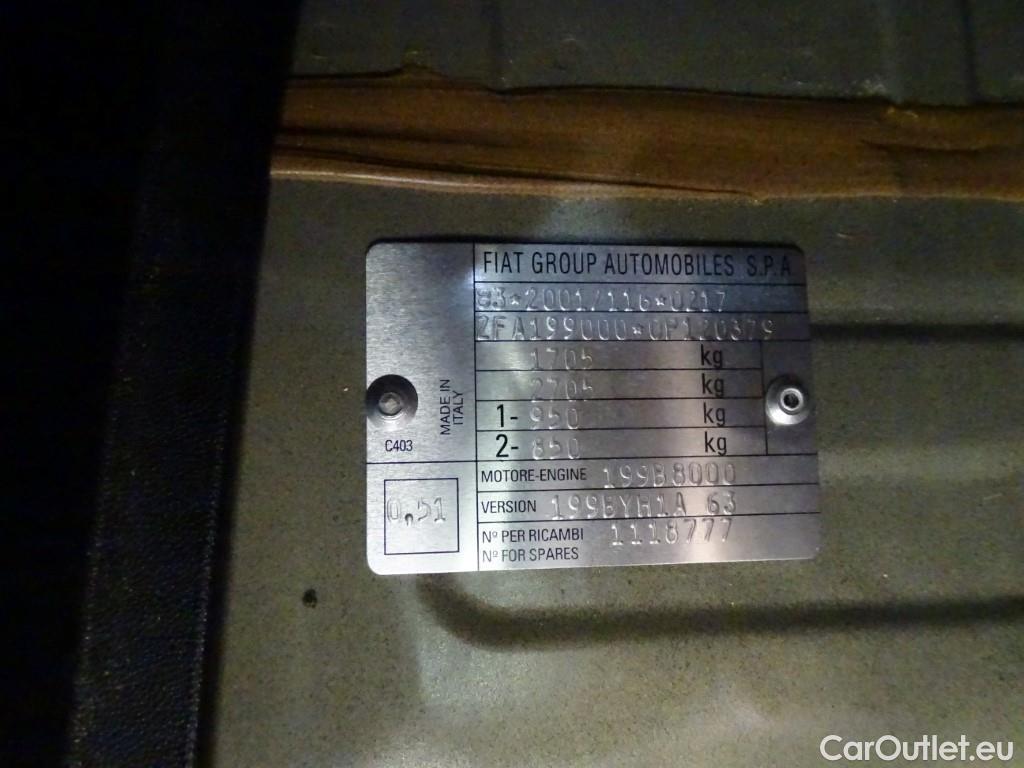 FIAT GROUP AUTOMOBILES S.P.A.
e3*2001/116*0217
ZFA199000*0P120379
1705 kg
2705 kg
1- 950 kg
2- 850 kg
MADE IN ITALY
C403
0,51
MOTORE-ENGINE 199B8000
VERSION 199BYH1A 63
Nº PER RICAMBI 1118777
Nº FOR SPARES
CarOutlet.eu